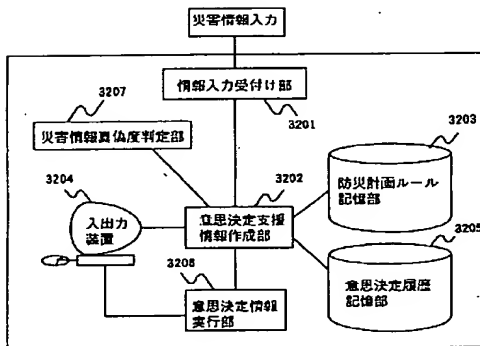 災害情報入力
情報入力受付け部
3201
3207
災害情報真偽度判定部
3203
防災計画ルール
記憶部
3204
入出力
装置
3202
意思決定支援
情報作成部
3205
意思決定履歴
記憶部
3206
意思決定情報
実行部